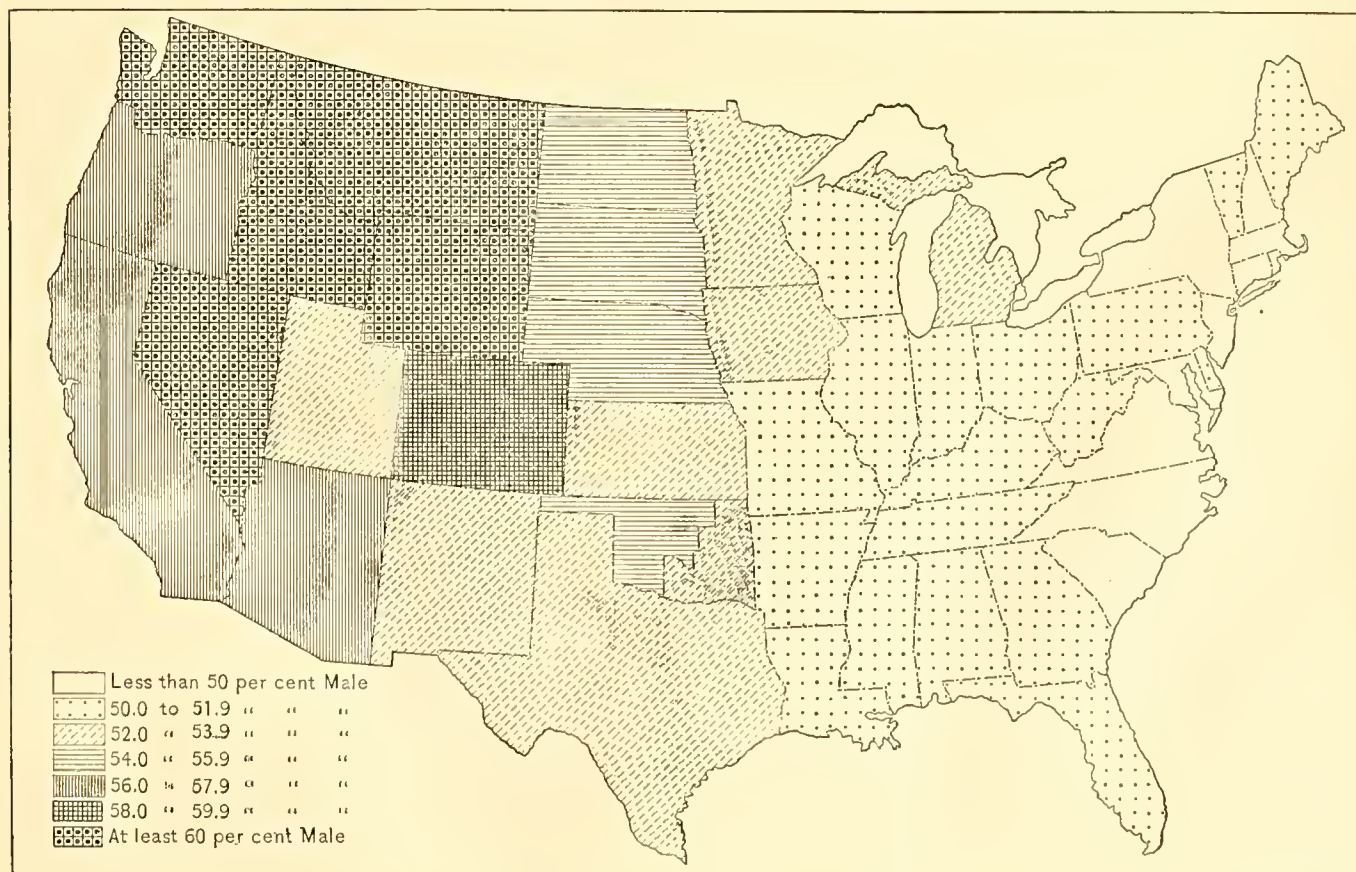 Less than 50 per cent Male
50.0 to 51.9 " " "
52.0 " 53.9 " " "
54.0 " 55.9 " " "
56.0 " 57.9 " " "
58.0 " 59.9 " " "
At least 60 per cent Male